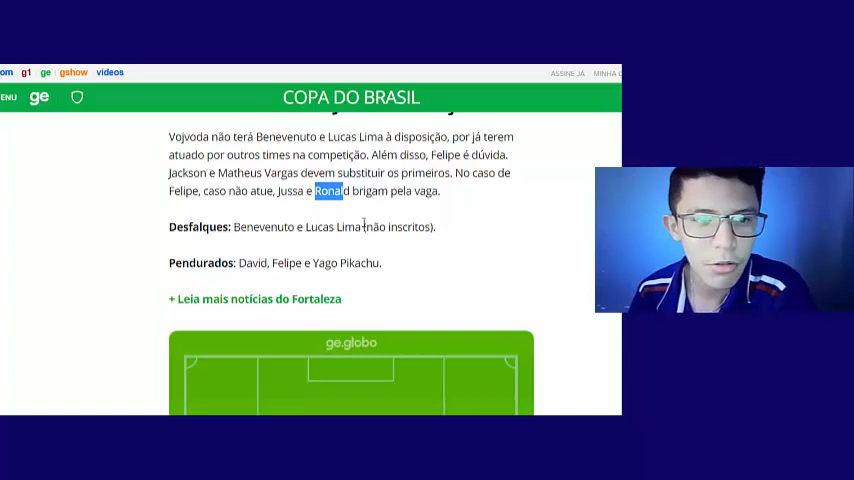 om g1 ge gshow videos
ASSINE JÁ MINHA
ENU ge COPA DO BRASIL
Vojvoda não terá Benevenuto e Lucas Lima à disposição, por já terem
atuado por outros times na competição. Além disso, Felipe é dúvida.
Jackson e Matheus Vargas devem substituir os primeiros. No caso de
Felipe, caso não atue, Jussa e Ronald brigam pela vaga.
Desfalques: Benevenuto e Lucas Lima (não inscritos).
Pendurados: David, Felipe e Yago Pikachu.
+ Leia mais notícias do Fortaleza
ge.globo